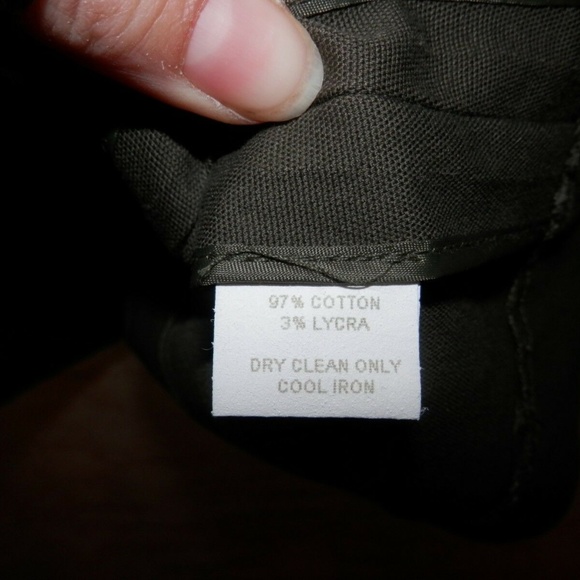 97% COTTON
3% LYCRA
DRY CLEAN ONLY
COOL IRON